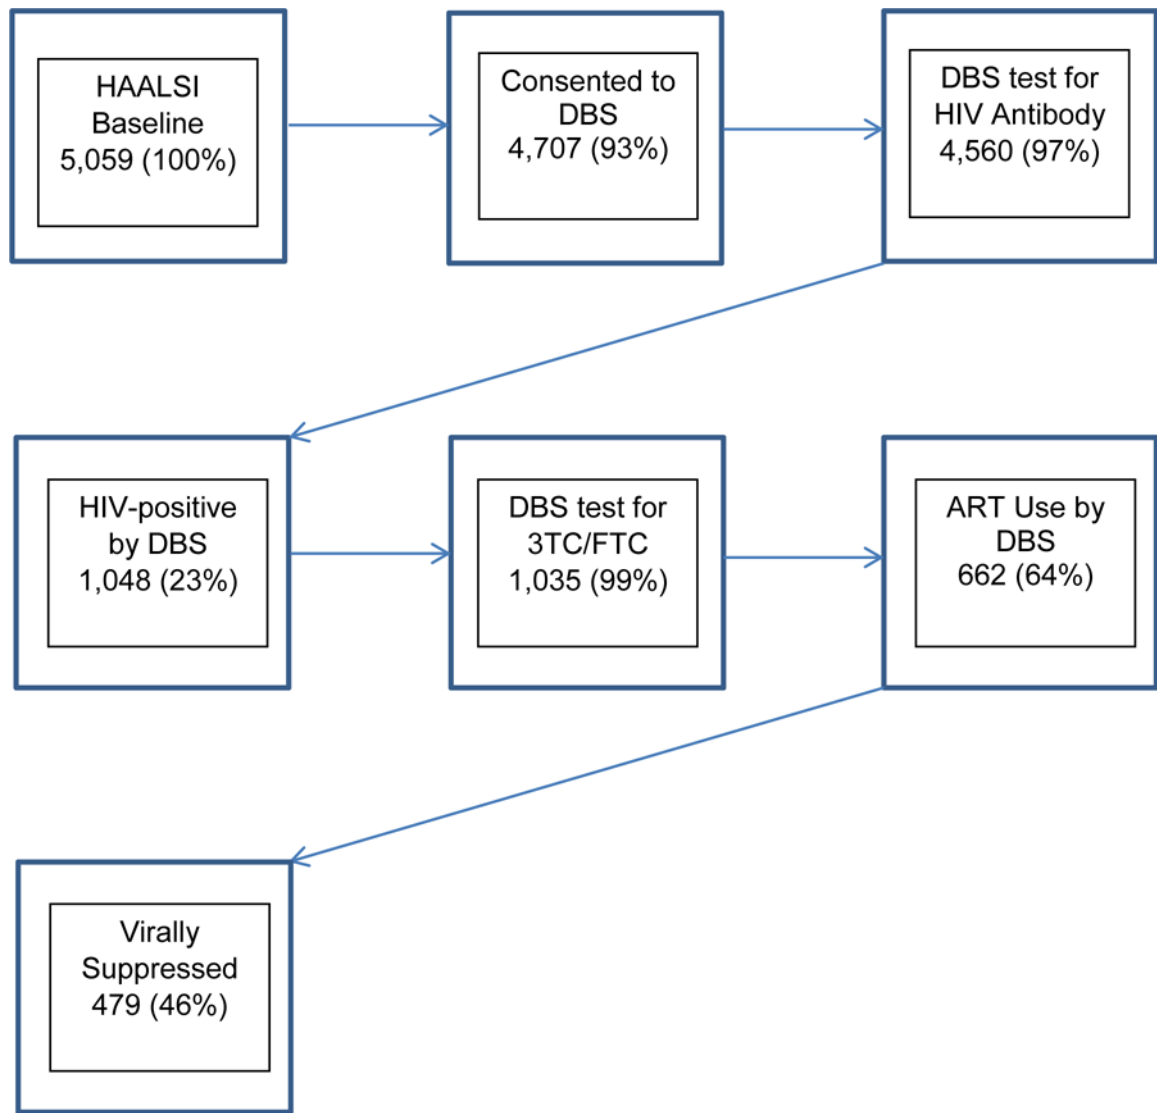 HAALSI
Baseline
5,059 (100%)
Consented to
DBS
4,707 (93%)
DBS test for
HIV Antibody
4,560 (97%)
HIV-positive
by DBS
1,048 (23%)
DBS test for
3TC/FTC
1,035 (99%)
ART Use by
DBS
662 (64%)
Virally
Suppressed
479 (46%)